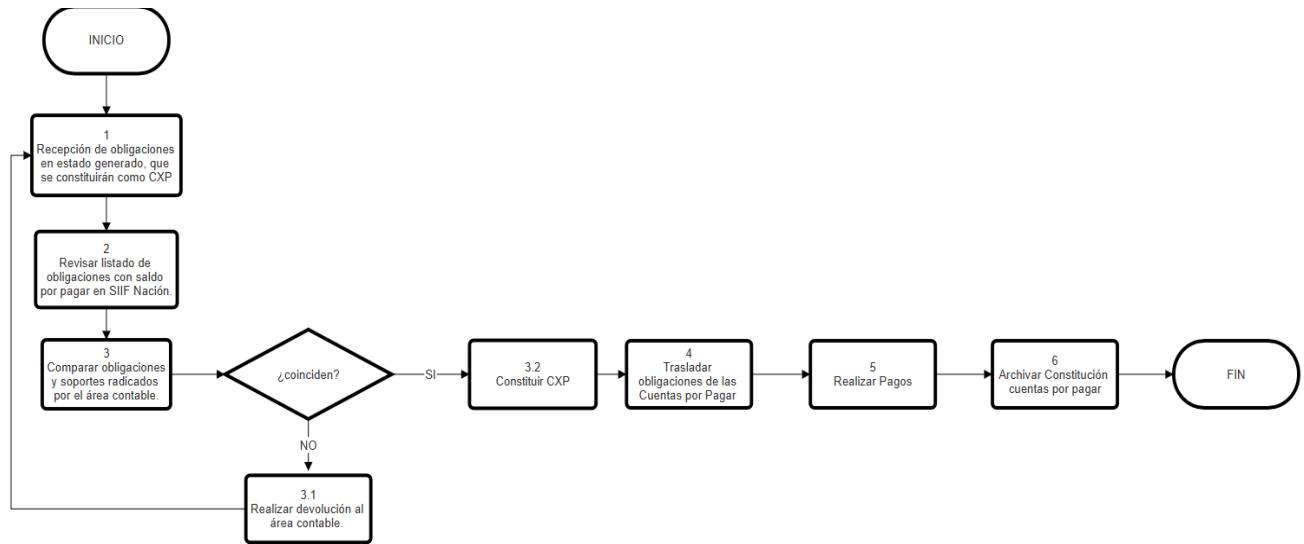 INICIO
1
Recepción de obligaciones
en estado generado, que
se constituirán como CXP
2
Revisar listado de
obligaciones con saldo
por pagar en SIIF Nación.
3
Comparar obligaciones
y soportes radicados
por el área contable.
¿coinciden?
SI
3.2
Constituir CXP
4
Trasladar
obligaciones de las
Cuentas por Pagar
5
Realizar Pagos
6
Archivar Constitución
cuentas por pagar
FIN
NO
3.1
Realizar devolución al
área contable.